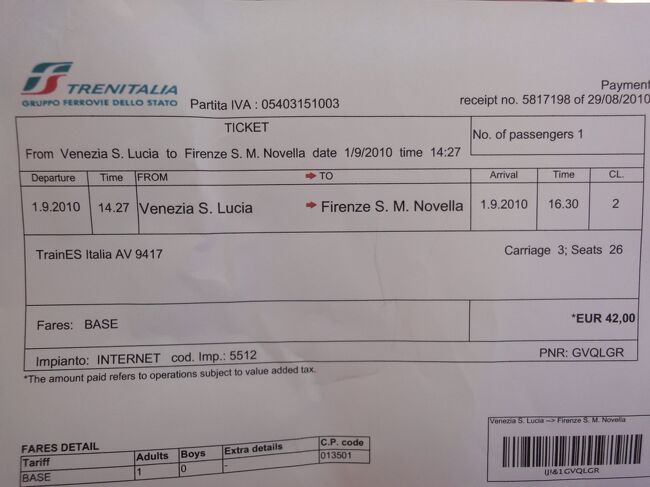 TRENITALIA
GRUPPO FERROVIE DELLO STATO
Partita IVA : 05403151003
Payment
receipt no. 5817198 of 29/08/2010
TICKET
No. of passengers 1
From Venezia S. Lucia to Firenze S. M. Novella date 1/9/2010 time 14:27
Departure Time FROM TO Arrival Time CL.
1.9.2010 14.27 Venezia S. Lucia Firenze S. M. Novella 1.9.2010 16.30 2
TrainES Italia AV 9417
Carriage 3; Seats 26
Fares: BASE
*EUR 42,00
Impianto: INTERNET cod. Imp.: 5512
PNR: GVQLGR
*The amount paid refers to operations subject to value added tax.
Venezia S. Lucia --> Firenze S. M. Novella
FARES DETAIL
Tariff Adults Boys Extra details C.P. code
BASE 1 0 - 013501